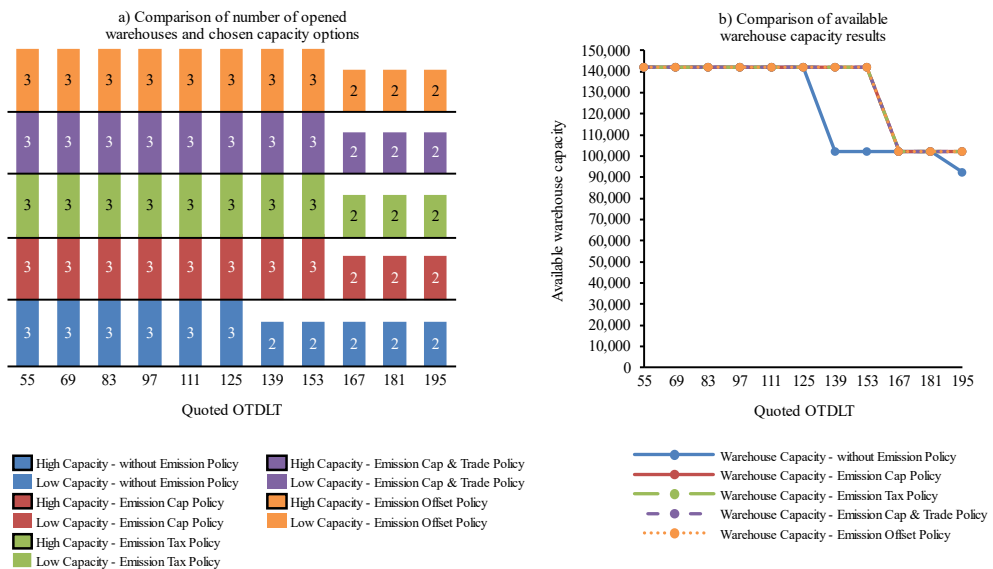 a) Comparison of number of opened
warehouses and chosen capacity options
3 3 3 3 3 3 3 3 2 2 2
3 3 3 3 3 3 3 3 2 2 2
3 3 3 3 3 3 3 3 2 2 2
3 3 3 3 3 3 3 3 2 2 2
3 3 3 3 3 3 2 2 2 2 2
55 69 83 97 111 125 139 153 167 181 195
Quoted OTDLT
High Capacity - without Emission Policy
Low Capacity - without Emission Policy
High Capacity - Emission Cap Policy
Low Capacity - Emission Cap Policy
High Capacity - Emission Tax Policy
Low Capacity - Emission Tax Policy
High Capacity - Emission Cap & Trade Policy
Low Capacity - Emission Cap & Trade Policy
High Capacity - Emission Offset Policy
Low Capacity - Emission Offset Policy
b) Comparison of available
warehouse capacity results
Available warehouse capacity
150,000
140,000
130,000
120,000
110,000
100,000
90,000
80,000
70,000
60,000
50,000
40,000
30,000
20,000
10,000
0
55 69 83 97 111 125 139 153 167 181 195
Quoted OTDLT
Warehouse Capacity - without Emission Policy
Warehouse Capacity - Emission Cap Policy
Warehouse Capacity - Emission Tax Policy
Warehouse Capacity - Emission Cap & Trade Policy
Warehouse Capacity - Emission Offset Policy